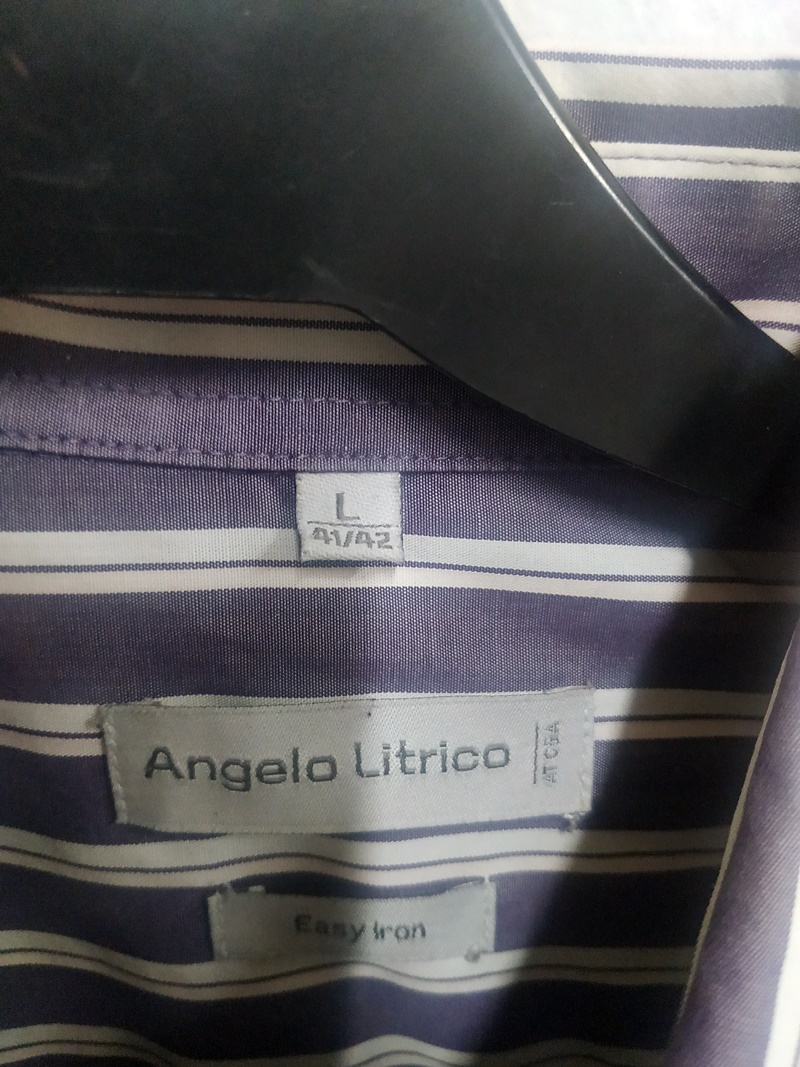 L
41/42
Angelo Litrico
AT C&A
Easy Iron